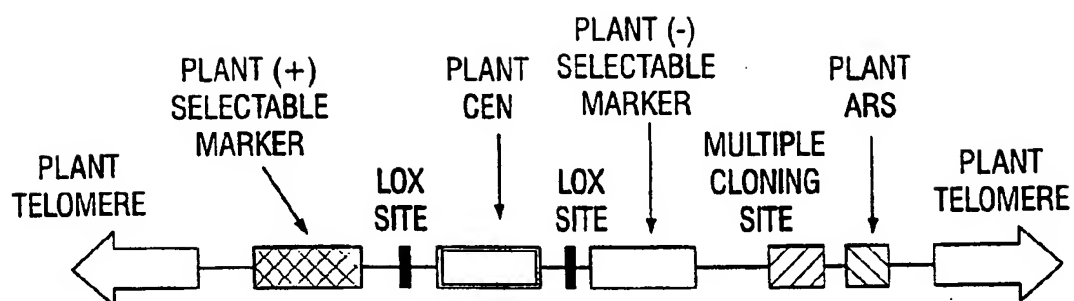 PLANT
TELOMERE
PLANT (+)
SELECTABLE
MARKER
LOX
SITE
PLANT
CEN
LOX
SITE
PLANT (-)
SELECTABLE
MARKER
MULTIPLE
CLONING
SITE
PLANT
ARS
PLANT
TELOMERE